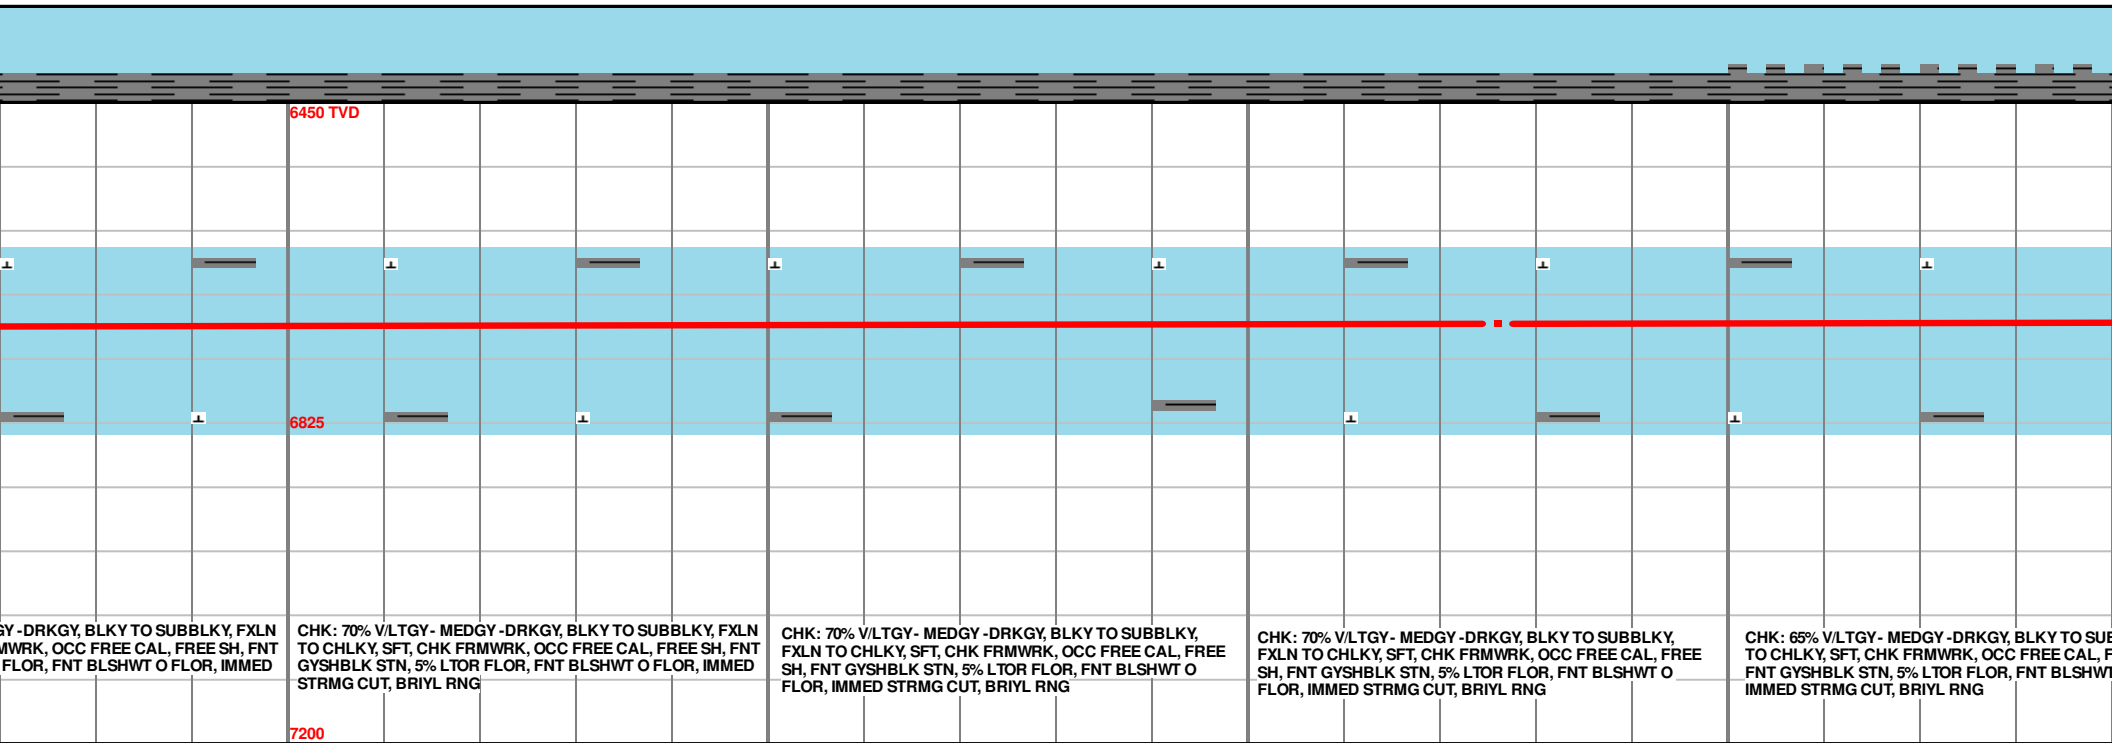 6450 TVD
6825
GY -DRKGY, BLKY TO SUBBLKY, FXLN
MWRK, OCC FREE CAL, FREE SH, FNT
FLOR, FNT BLSHWT O FLOR, IMMED
CHK: 70% V/LTGY- MEDGY -DRKGY, BLKY TO SUBBLKY, FXLN
TO CHLKY, SFT, CHK FRMWRK, OCC FREE CAL, FREE SH, FNT
GYSHBLK STN, 5% LTOR FLOR, FNT BLSHWT O FLOR, IMMED
STRMG CUT, BRIYL RNG
CHK: 70% V/LTGY- MEDGY -DRKGY, BLKY TO SUBBLKY,
FXLN TO CHLKY, SFT, CHK FRMWRK, OCC FREE CAL, FREE
SH, FNT GYSHBLK STN, 5% LTOR FLOR, FNT BLSHWT O
FLOR, IMMED STRMG CUT, BRIYL RNG
CHK: 70% V/LTGY- MEDGY -DRKGY, BLKY TO SUBBLKY,
FXLN TO CHLKY, SFT, CHK FRMWRK, OCC FREE CAL, FREE
SH, FNT GYSHBLK STN, 5% LTOR FLOR, FNT BLSHWT O
FLOR, IMMED STRMG CUT, BRIYL RNG
CHK: 65% V/LTGY- MEDGY -DRKGY, BLKY TO SUB
TO CHLKY, SFT, CHK FRMWRK, OCC FREE CAL, F
FNT GYSHBLK STN, 5% LTOR FLOR, FNT BLSHWT
IMMED STRMG CUT, BRIYL RNG
7200